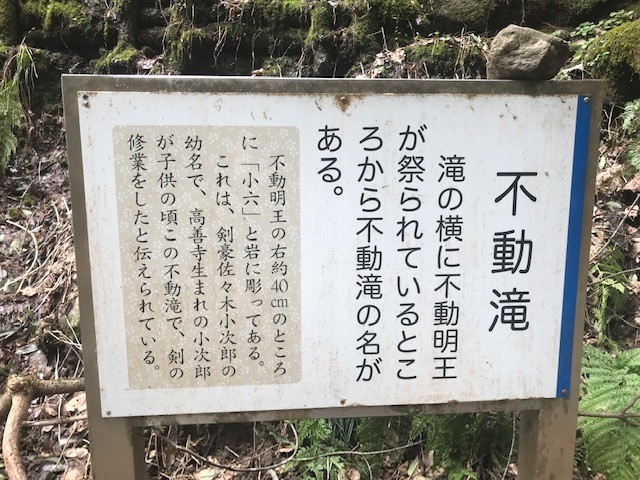 不動滝
滝の横に不動明王
が祭られているとこ
ろから不動滝の名が
ある。
不動明王の右約40cmのところ
に「小六」と岩に彫ってある。
これは、剣豪佐々木小次郎の
幼名で、高善寺生まれの小次郎
が子供の頃この不動滝で、剣の
修業をしたと伝えられている。